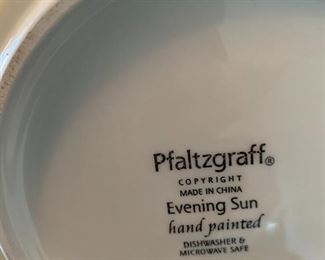 Pfaltzgraff®
COPYRIGHT
MADE IN CHINA
Evening Sun
hand painted
DISHWASHER &
MICROWAVE SAFE